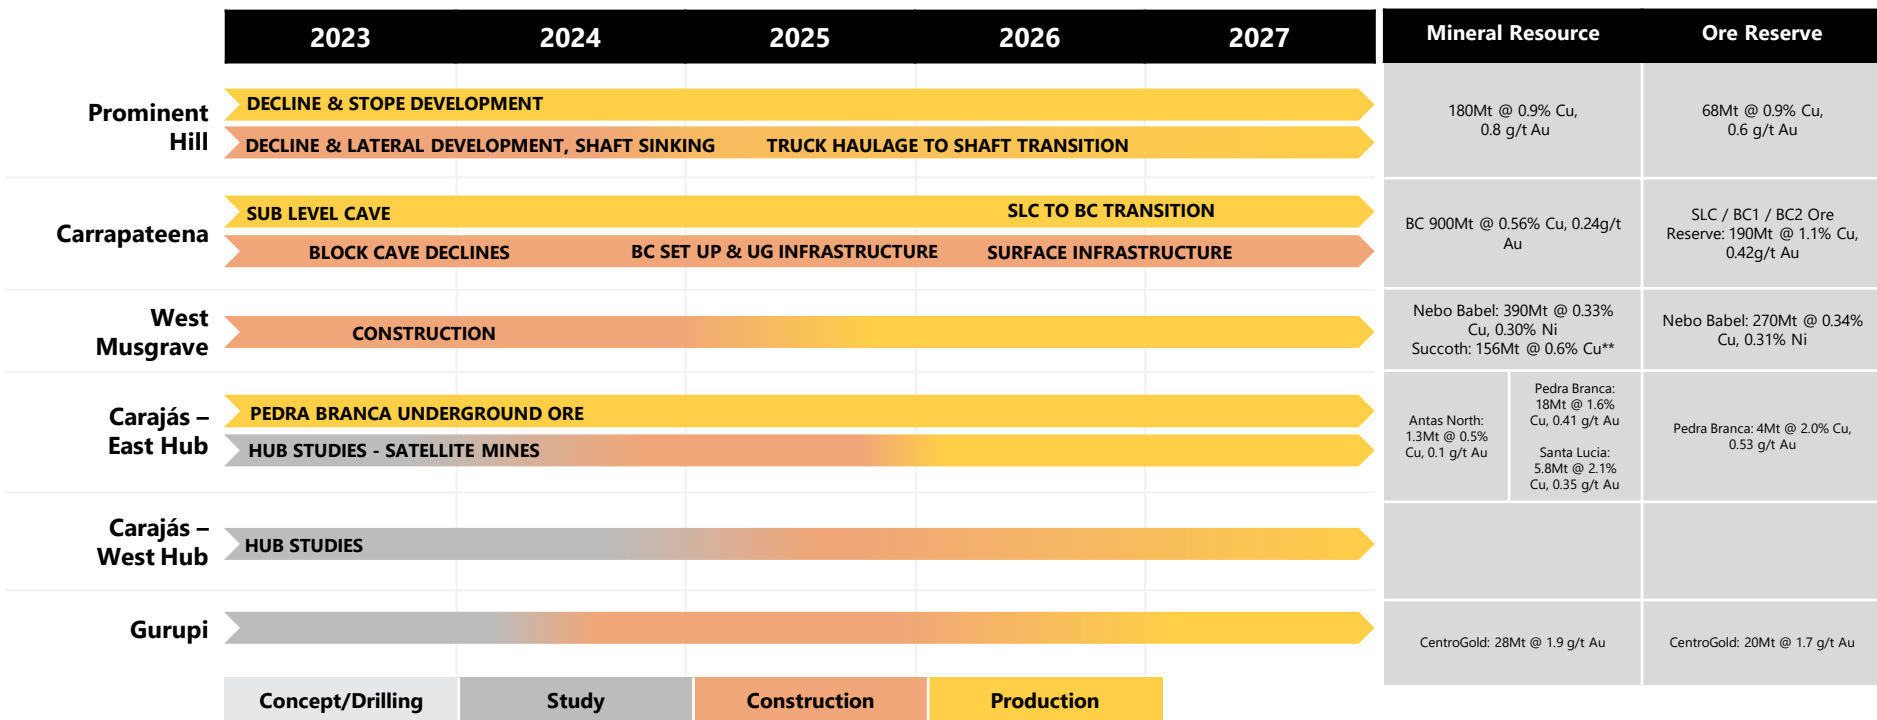 2023 2024 2025 2026 2027 Mineral Resource Ore Reserve
Prominent
Hill
DECLINE & STOPE DEVELOPMENT
DECLINE & LATERAL DEVELOPMENT, SHAFT SINKING TRUCK HAULAGE TO SHAFT TRANSITION
180Mt @ 0.9% Cu,
0.8 g/t Au
68Mt @ 0.9% Cu,
0.6 g/t Au
Carrapateena
SUB LEVEL CAVE SLC TO BC TRANSITION
BLOCK CAVE DECLINES BC SET UP & UG INFRASTRUCTURE SURFACE INFRASTRUCTURE
BC 900Mt @ 0.56% Cu, 0.24g/t
Au
SLC / BC1 / BC2 Ore
Reserve: 190Mt @ 1.1% Cu,
0.42g/t Au
West
Musgrave
CONSTRUCTION
Nebo Babel: 390Mt @ 0.33%
Cu, 0.30% Ni
Succoth: 156Mt @ 0.6% Cu**
Nebo Babel: 270Mt @ 0.34%
Cu, 0.31% Ni
Carajás –
East Hub
PEDRA BRANCA UNDERGROUND ORE
HUB STUDIES - SATELLITE MINES
Antas North:
1.3Mt @ 0.5%
Cu, 0.1 g/t Au
Pedra Branca:
18Mt @ 1.6%
Cu, 0.41 g/t Au
Santa Lucia:
5.8Mt @ 2.1%
Cu, 0.35 g/t Au
Pedra Branca: 4Mt @ 2.0% Cu,
0.53 g/t Au
Carajás –
West Hub
HUB STUDIES
Gurupi
CentroGold: 28Mt @ 1.9 g/t Au
CentroGold: 20Mt @ 1.7 g/t Au
Concept/Drilling Study Construction Production